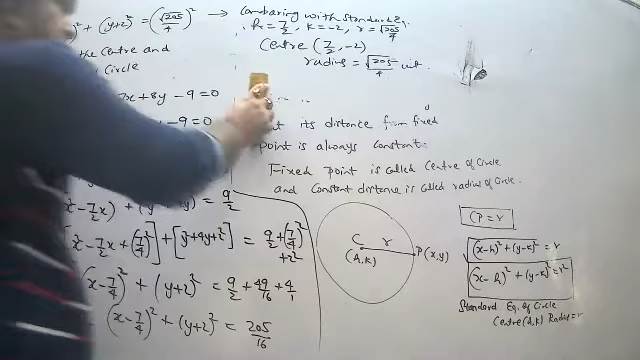 + (y+2)² = (√205/4)² → Comparing with Standard Eq.
h = 7/2, k = -2, r = √205/4
Centre (7/2, -2)
radius = √205/4 unit.
the Centre and
Circle
7x + 8y - 9 = 0
- 9 = 0
its distance from fixed
point is always constant.
Fixed point is called Centre of Circle
and Constant distance is called radius of Circle.
- 7/2 x) + = 9/2
[x² - 7/2 x + (7/4)²] + [y² + 4y + 2²] = 9/2 + (7/4)² + 2²
(x - 7/4)² + (y+2)² = 9/2 + 49/16 + 4/1
(x - 7/4)² + (y+2)² = 205/16
C
r
(h, k)
P(x, y)
CP = r
√(x-h)² + (y-k)² = r
(x - h)² + (y - k)² = r²
Standard Eq. of Circle
Centre (h, k) Radius = r